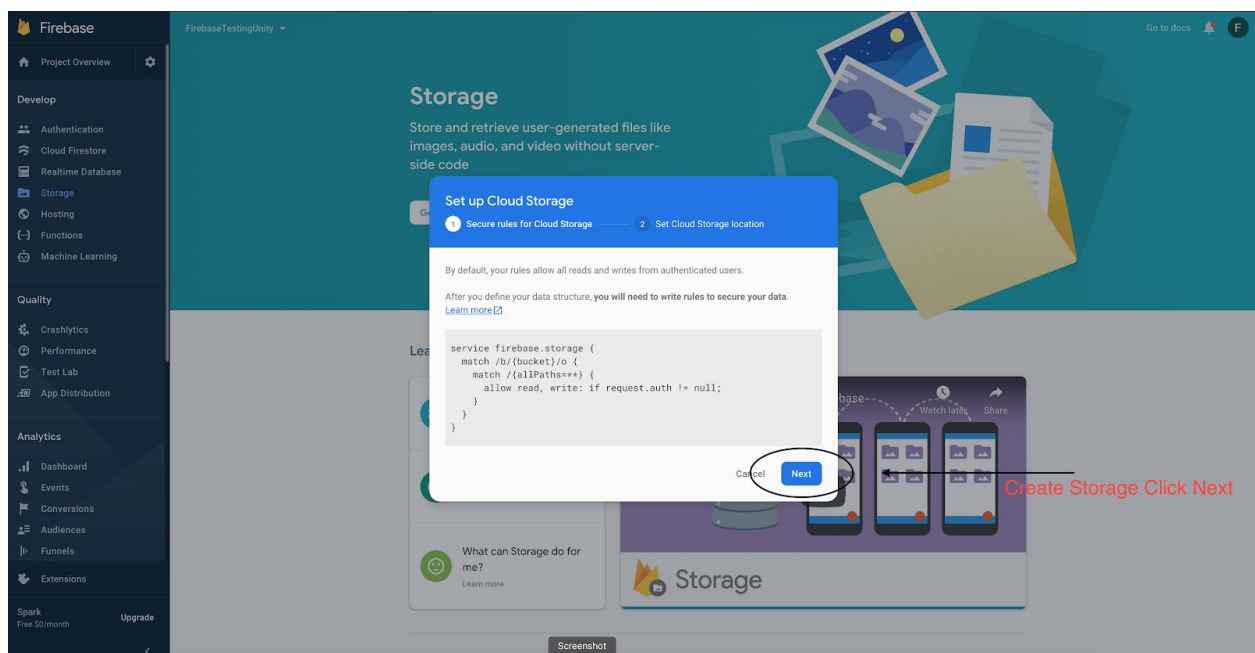 Firebase
Project Overview
Develop
Authentication
Cloud Firestore
Realtime Database
Storage
Hosting
Functions
Machine Learning
Quality
Crashlytics
Performance
Test Lab
App Distribution
Analytics
Dashboard
Events
Conversions
Audiences
Funnels
Extensions
Spark
Free $0/month
Upgrade
FirebaseTestingUnity
Go to docs
F
Storage
Store and retrieve user-generated files like
images, audio, and video without server-
side code
Set up Cloud Storage
1 Secure rules for Cloud Storage
2 Set Cloud Storage location
By default, your rules allow all reads and writes from authenticated users.
After you define your data structure, you will need to write rules to secure your data.
Learn more
service firebase.storage {
match /b/{bucket}/o {
match /{allPaths=**} {
allow read, write: if request.auth != null;
}
}
}
Cancel
Next
Create Storage Click Next
Watch later
Share
What can Storage do for
me?
Learn more
Storage
Screenshot